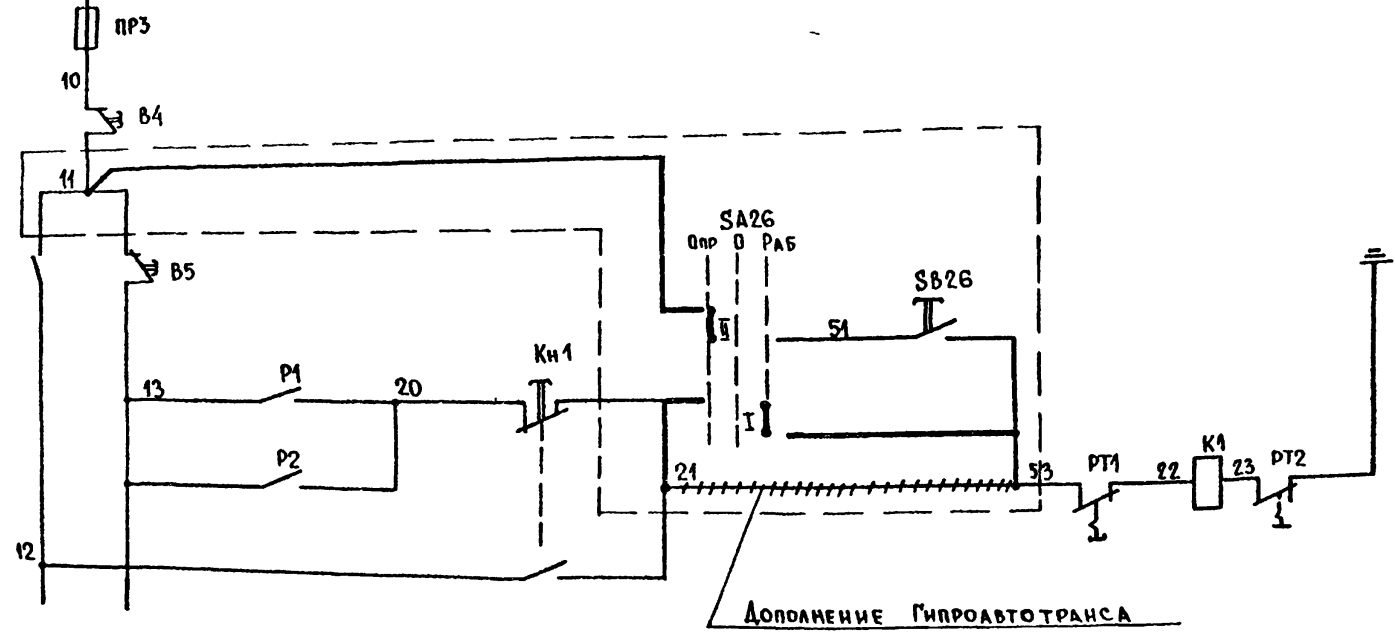 ПР3
10
В4
11
SA26
Опр О РАБ
В5
SB26
II
51
Кн1
13
Р1
20
I
Р2
21
53
РТ1
22
К1
23
РТ2
12
Дополнение Гипроавтотранса